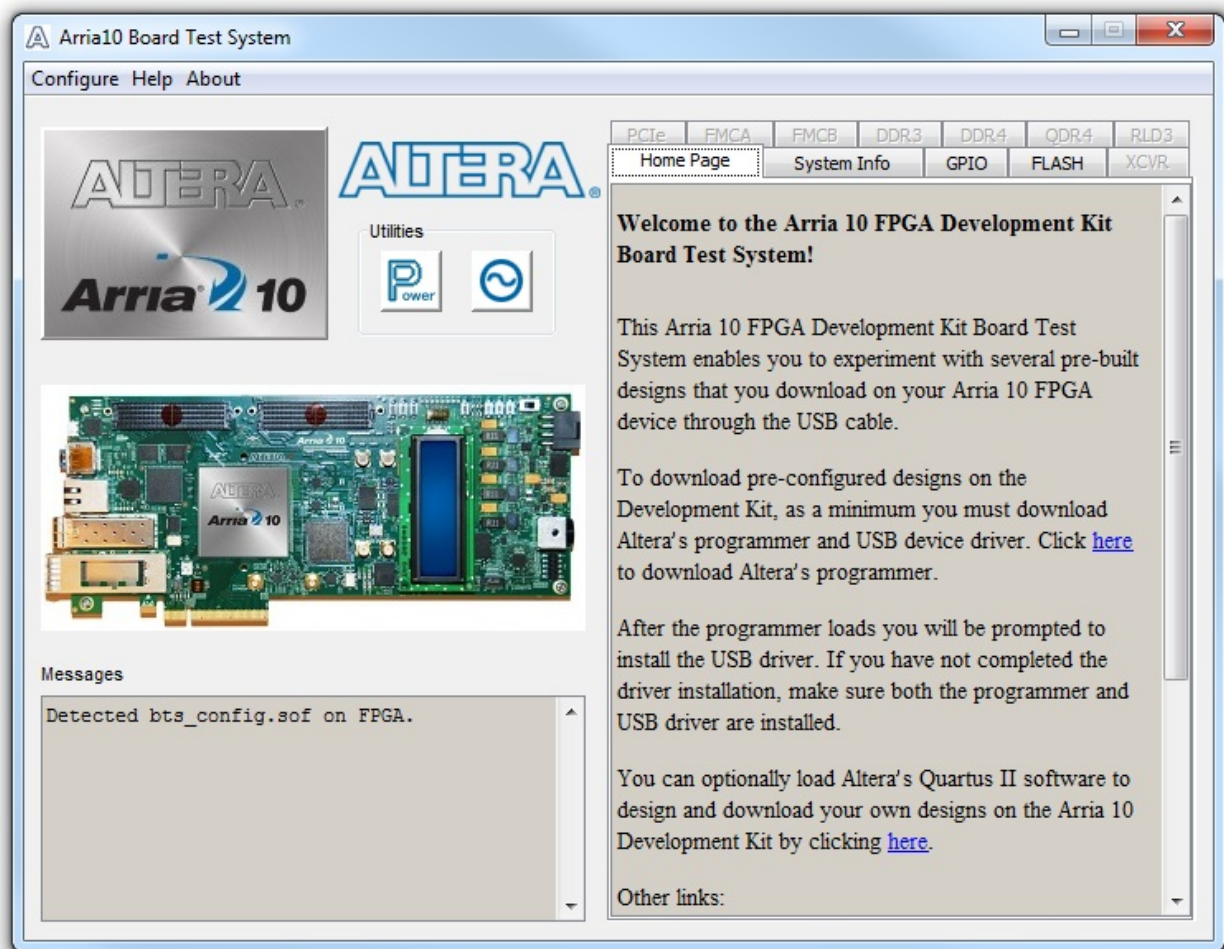 Arria10 Board Test System
Configure Help About
ALTERA®
Arria® 10
ALTERA®
Utilities
Power
ALTERA
Arria 10
Arria 10
ALTERA
Messages
Detected bts_config.sof on FPGA.
PCIe FMCA FMCB DDR3 DDR4 QDR4 RLD3
Home Page System Info GPIO FLASH XCVR
Welcome to the Arria 10 FPGA Development Kit
Board Test System!
This Arria 10 FPGA Development Kit Board Test
System enables you to experiment with several pre-built
designs that you download on your Arria 10 FPGA
device through the USB cable.
To download pre-configured designs on the
Development Kit, as a minimum you must download
Altera's programmer and USB device driver. Click here
to download Altera's programmer.
After the programmer loads you will be prompted to
install the USB driver. If you have not completed the
driver installation, make sure both the programmer and
USB driver are installed.
You can optionally load Altera's Quartus II software to
design and download your own designs on the Arria 10
Development Kit by clicking here.
Other links: